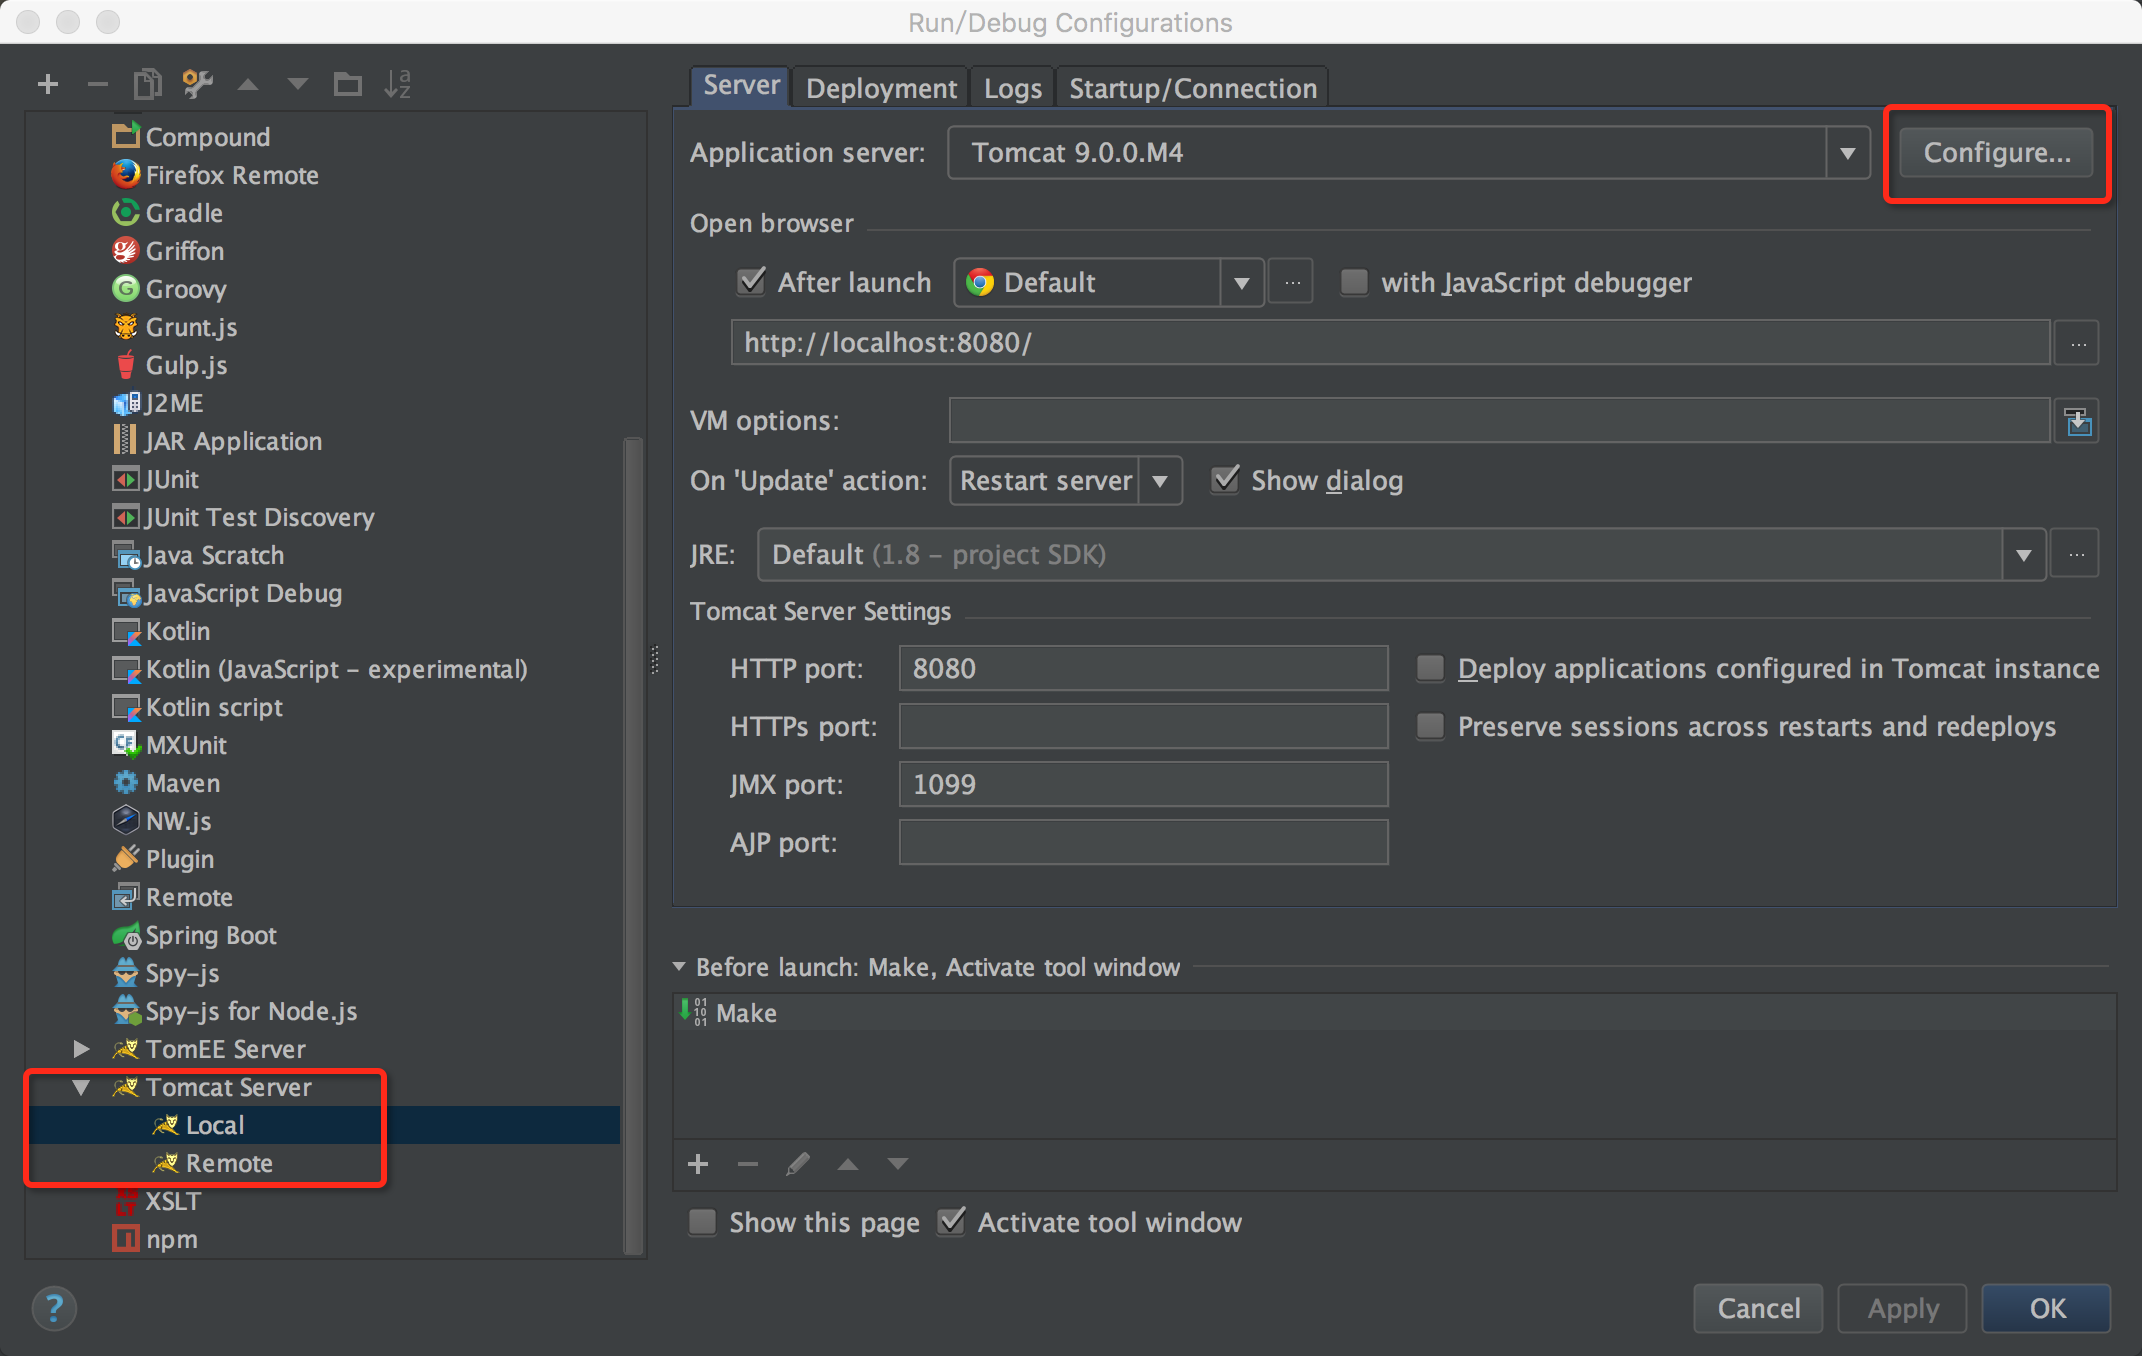 Run/Debug Configurations
Compound
Firefox Remote
Gradle
Griffon
Groovy
Grunt.js
Gulp.js
J2ME
JAR Application
JUnit
JUnit Test Discovery
Java Scratch
JavaScript Debug
Kotlin
Kotlin (JavaScript - experimental)
Kotlin script
MXUnit
Maven
NW.js
Plugin
Remote
Spring Boot
Spy-js
Spy-js for Node.js
TomEE Server
Tomcat Server
Local
Remote
XSLT
npm
Server Deployment Logs Startup/Connection
Application server: Tomcat 9.0.0.M4 Configure...
Open browser
After launch Default ... with JavaScript debugger
http://localhost:8080/ ...
VM options:
On 'Update' action: Restart server Show dialog
JRE: Default (1.8 - project SDK) ...
Tomcat Server Settings
HTTP port: 8080 Deploy applications configured in Tomcat instance
HTTPs port: Preserve sessions across restarts and redeploys
JMX port: 1099
AJP port:
Before launch: Make, Activate tool window
Make
Show this page Activate tool window
? Cancel Apply OK